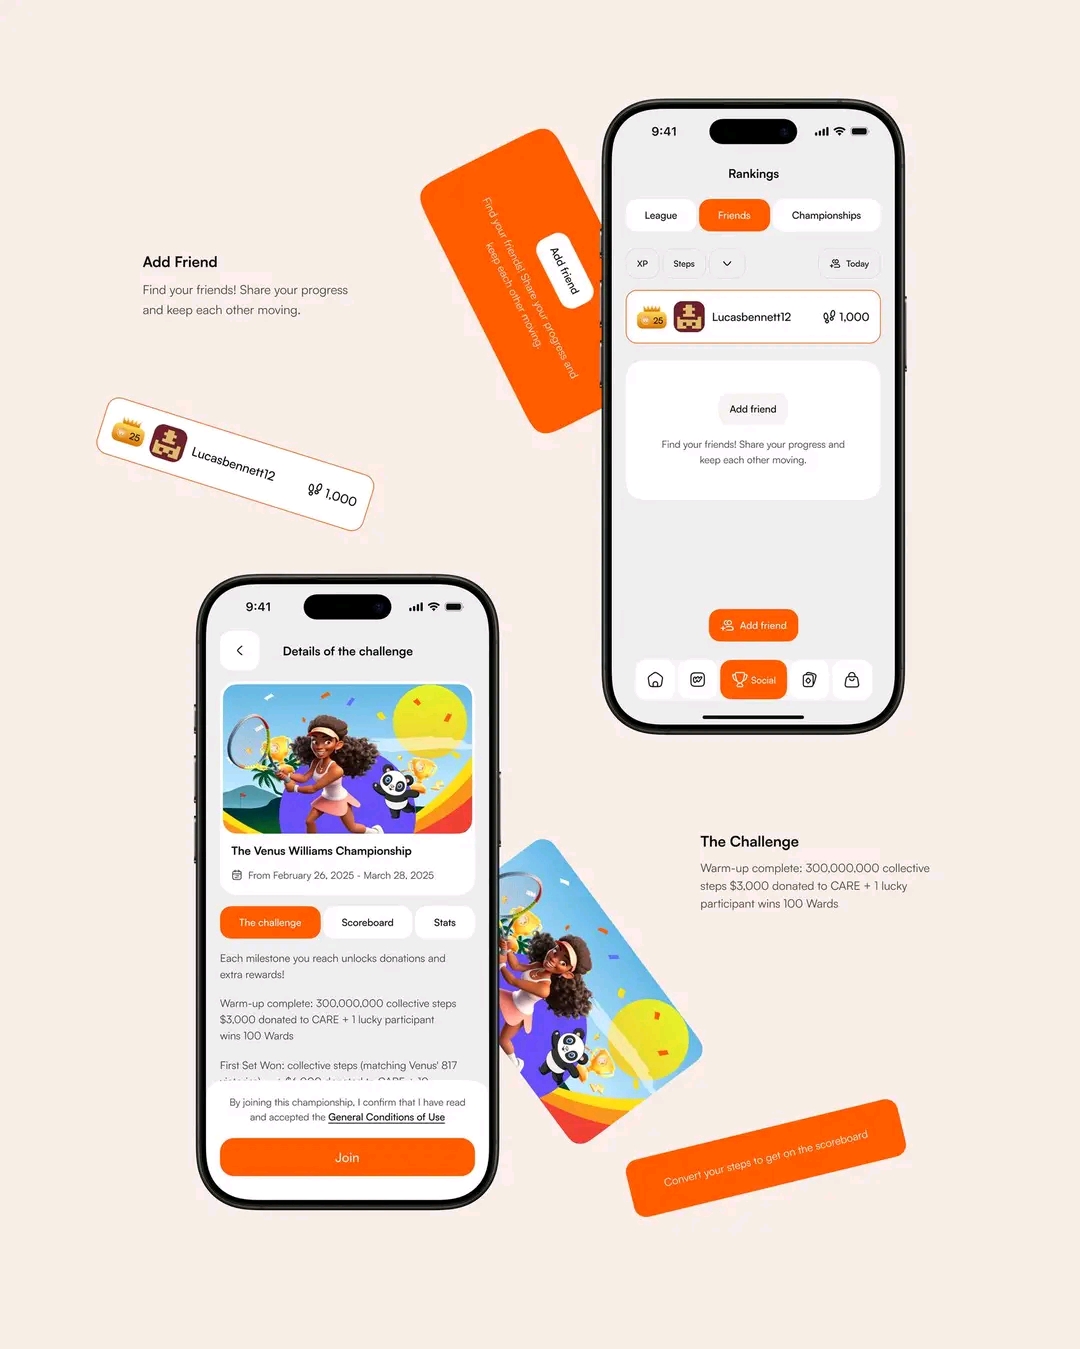 9:41
Rankings
League
Friends
Championships
XP
Steps
Today
25
Lucasbennett12
1,000
Add friend
Find your friends! Share your progress and
keep each other moving.
Add friend
Social
Find your friends! Share your progress and
keep each other moving.
Add friend
Add Friend
Find your friends! Share your progress
and keep each other moving.
25
Lucasbennett12
1,000
9:41
Details of the challenge
The Venus Williams Championship
From February 26, 2025 - March 28, 2025
The challenge
Scoreboard
Stats
Each milestone you reach unlocks donations and
extra rewards!
Warm-up complete: 300,000,000 collective steps
$3,000 donated to CARE + 1 lucky participant
wins 100 Wards
First Set Won: collective steps (matching Venus' 817
By joining this championship, I confirm that I have read
and accepted the General Conditions of Use
Join
The Challenge
Warm-up complete: 300,000,000 collective
steps $3,000 donated to CARE + 1 lucky
participant wins 100 Wards
Convert your steps to get on the scoreboard